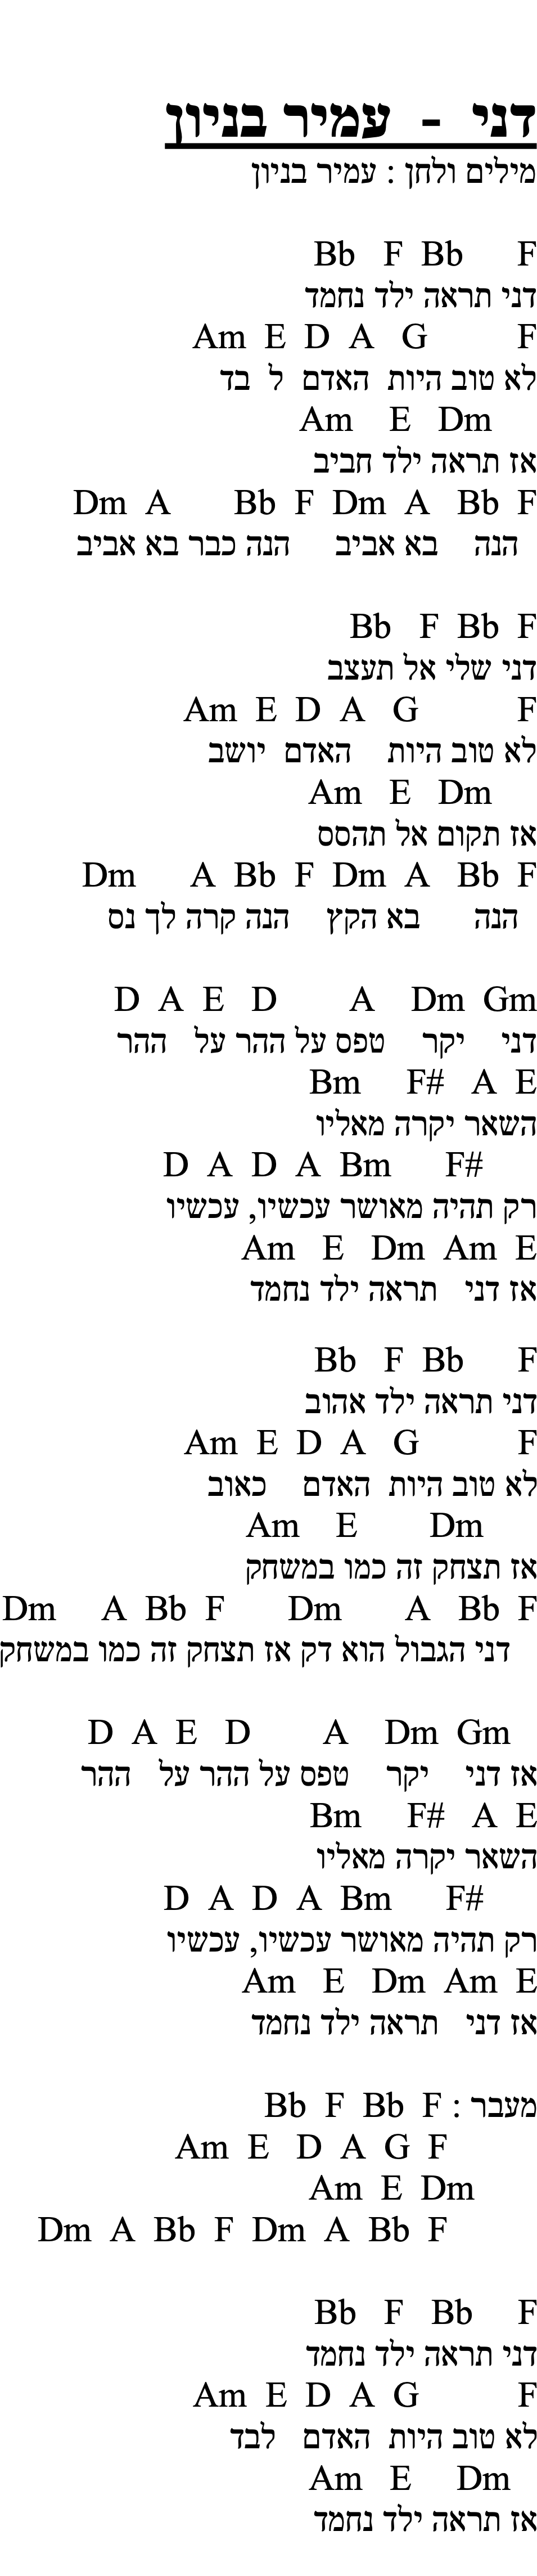 דני - עמיר בניון
מילים ולחן : עמיר בניון
Bb F Bb F
דני תראה ילד נחמד
Am E D A G F
לא טוב היות האדם ל בד
Am E Dm
אז תראה ילד חביב
Dm A Bb F Dm A Bb F
הנה בא אביב הנה כבר בא אביב
Bb F Bb F
דני שלי אל תעצב
Am E D A G F
לא טוב היות האדם יושב
Am E Dm
אז תקום אל תהסס
Dm A Bb F Dm A Bb F
הנה בא הקץ הנה קרה לך נס
D A E D A Dm Gm
דני יקר טפס על ההר על ההר
Bm F# A E
השאר יקרה מאליו
D A D A Bm F#
רק תהיה מאושר עכשיו, עכשיו
Am E Dm Am E
אז דני תראה ילד נחמד
Bb F Bb F
דני תראה ילד אהוב
Am E D A G F
לא טוב היות האדם כאוב
Am E Dm
אז תצחק זה כמו במשחק
Dm A Bb F Dm A Bb F
דני הגבול הוא דק אז תצחק זה כמו במשחק
D A E D A Dm Gm
אז דני יקר טפס על ההר על ההר
Bm F# A E
השאר יקרה מאליו
D A D A Bm F#
רק תהיה מאושר עכשיו, עכשיו
Am E Dm Am E
אז דני תראה ילד נחמד
מעבר : Bb F Bb F
Am E D A G F
Am E Dm
Dm A Bb F Dm A Bb F
Bb F Bb F
דני תראה ילד נחמד
Am E D A G F
לא טוב היות האדם לבד
Am E Dm
אז תראה ילד נחמד